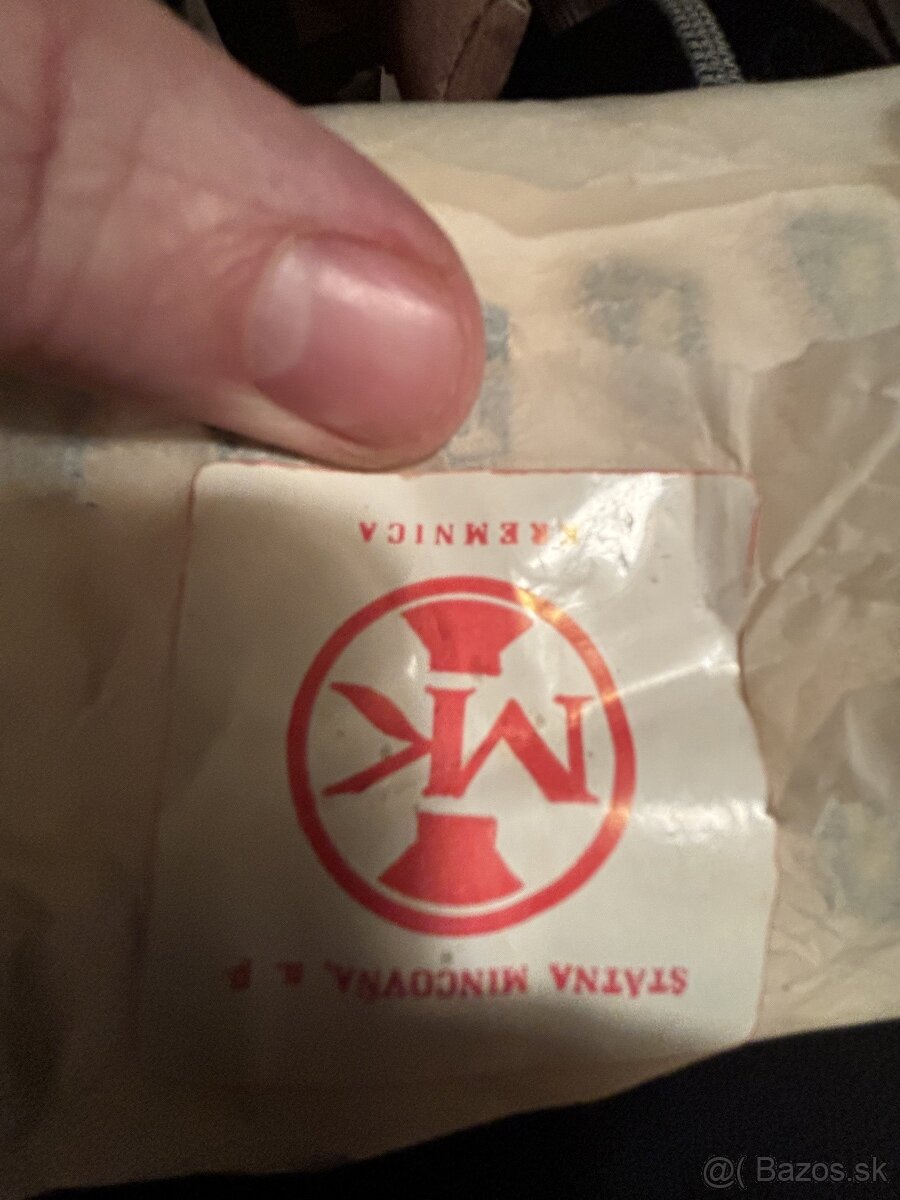 ŠTÁTNA MINCOVŇA, š. p.
MK
KREMNICA
@( Bazos.sk